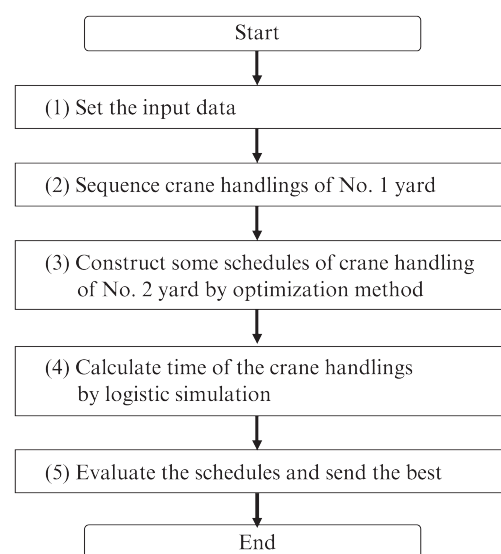 Start
(1) Set the input data
(2) Sequence crane handlings of No. 1 yard
(3) Construct some schedules of crane handling
of No. 2 yard by optimization method
(4) Calculate time of the crane handlings
by logistic simulation
(5) Evaluate the schedules and send the best
End